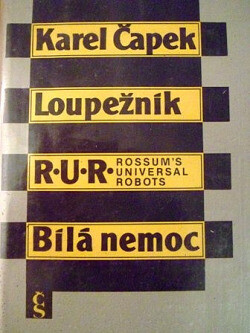 Karel Čapek
Loupežník
R·U·R· ROSSUM'S
UNIVERSAL
ROBOTS
Bílá nemoc
ČS